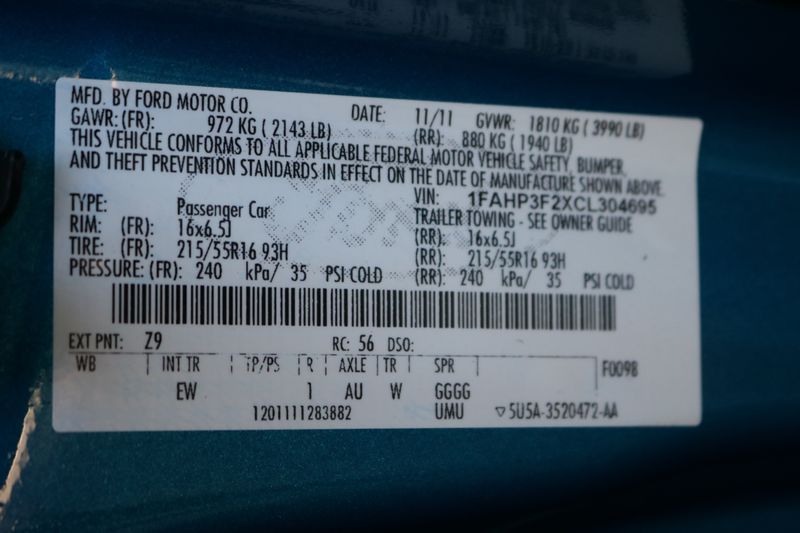 MFD. BY FORD MOTOR CO. DATE: 11/11 GVWR: 1810 KG ( 3990 LB)
GAWR: (FR): 972 KG ( 2143 LB) (RR): 880 KG ( 1940 LB)
THIS VEHICLE CONFORMS TO ALL APPLICABLE FEDERAL MOTOR VEHICLE SAFETY, BUMPER,
AND THEFT PREVENTION STANDARDS IN EFFECT ON THE DATE OF MANUFACTURE SHOWN ABOVE.
VIN: 1FAHP3F2XCL304695
TYPE: Passenger Car TRAILER TOWING - SEE OWNER GUIDE
RIM: (FR): 16x6.5J (RR): 16x6.5J
TIRE: (FR): 215/55R16 93H (RR): 215/55R16 93H
PRESSURE: (FR): 240 kPa/ 35 PSI COLD (RR): 240 kPa/ 35 PSI COLD
EXT PNT: Z9 RC: 56 DSO:
WB INT TR TP/PS R AXLE TR SPR F0098
EW 1 AU W GGGG
1201111283882 UMU ▽5U5A-3520472-AA